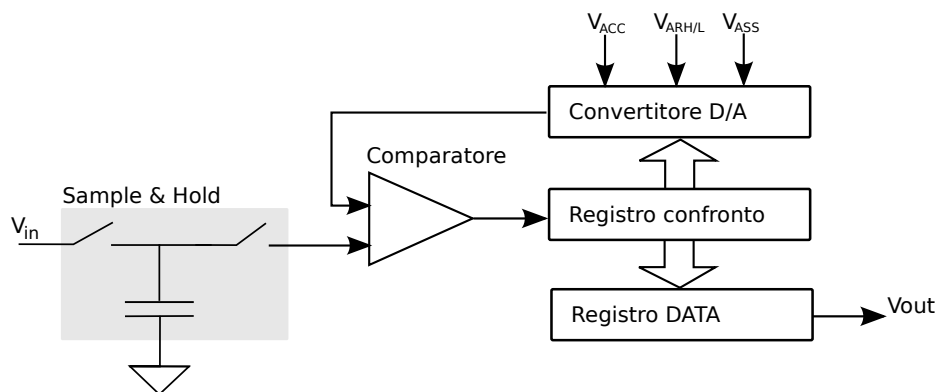 V_ACC V_ARH/L V_ASS
Convertitore D/A
Comparatore
Sample & Hold
V_in
Registro confronto
Registro DATA
Vout